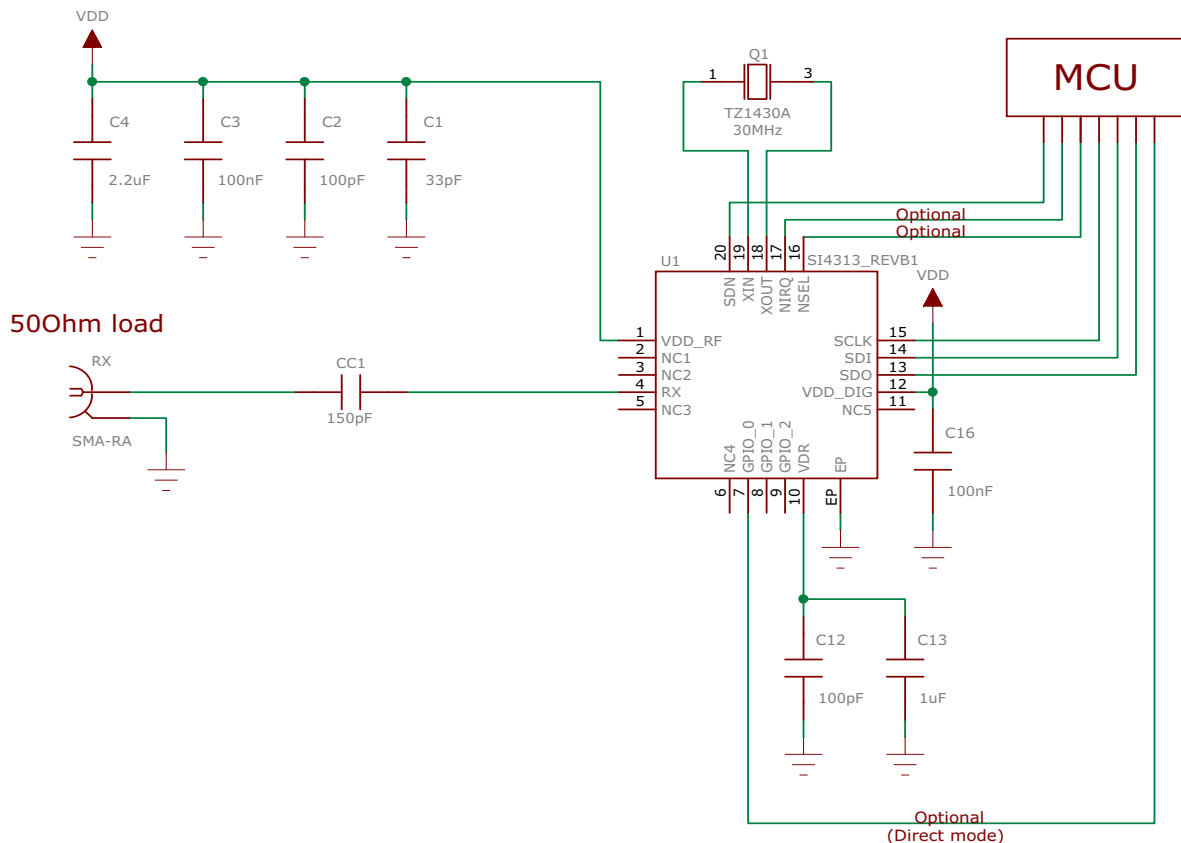 VDD
Q1
1
3
TZ1430A
30MHz
MCU
C4
C3
C2
C1
2.2uF
100nF
100pF
33pF
Optional
Optional
20
19
18
17
16
U1
SI4313_REVB1
SDN
XIN
XOUT
NIRQ
NSEL
VDD
50Ohm load
RX
CC1
150pF
SMA-RA
1
VDD_RF
2
NC1
3
NC2
4
RX
5
NC3
SCLK
15
SDI
14
SDO
13
VDD_DIG
12
NC5
11
NC4
GPIO_0
GPIO_1
GPIO_2
VDR
EP
6
7
8
9
10
EP
C16
100nF
C12
C13
100pF
1uF
Optional
(Direct mode)